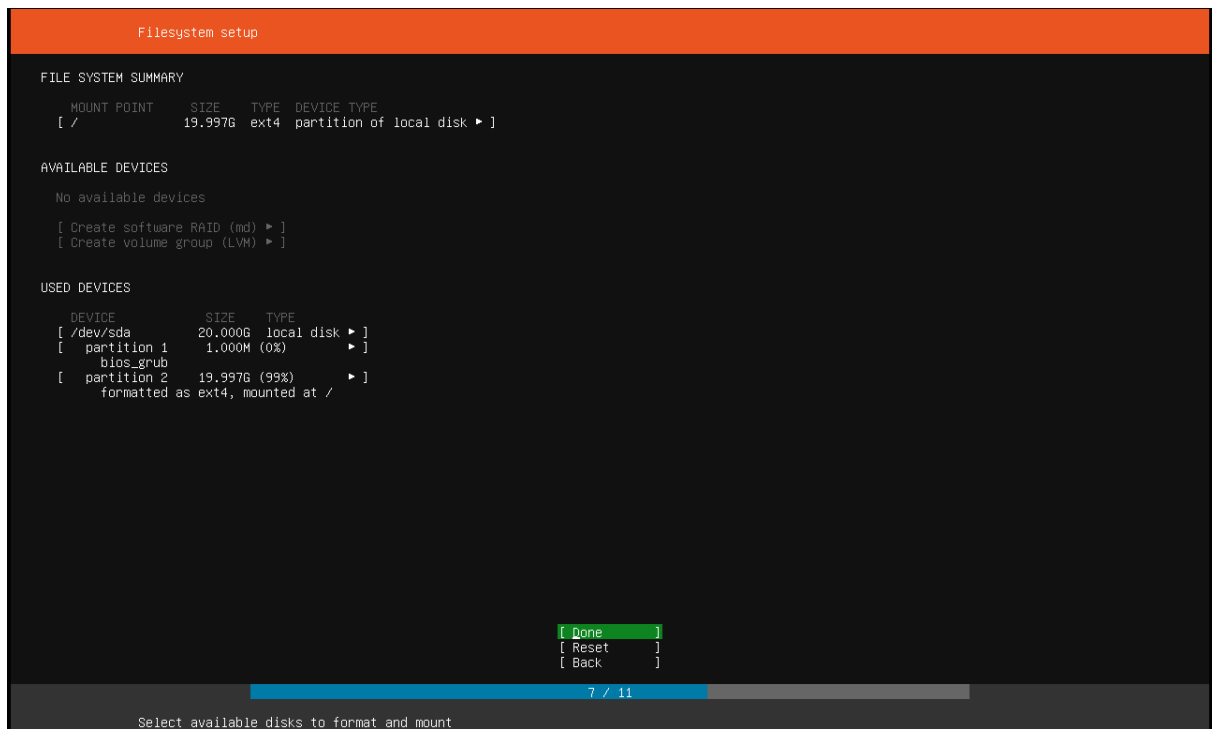 Filesystem setup
FILE SYSTEM SUMMARY
MOUNT POINT SIZE TYPE DEVICE TYPE
[ / 19.997G ext4 partition of local disk ▸ ]
AVAILABLE DEVICES
No available devices
[ Create software RAID (md) ▸ ]
[ Create volume group (LVM) ▸ ]
USED DEVICES
DEVICE SIZE TYPE
[ /dev/sda 20.000G local disk ▸ ]
[ partition 1 1.000M (0%) ▸ ]
bios_grub
[ partition 2 19.997G (99%) ▸ ]
formatted as ext4, mounted at /
[ Done ]
[ Reset ]
[ Back ]
7 / 11
Select available disks to format and mount